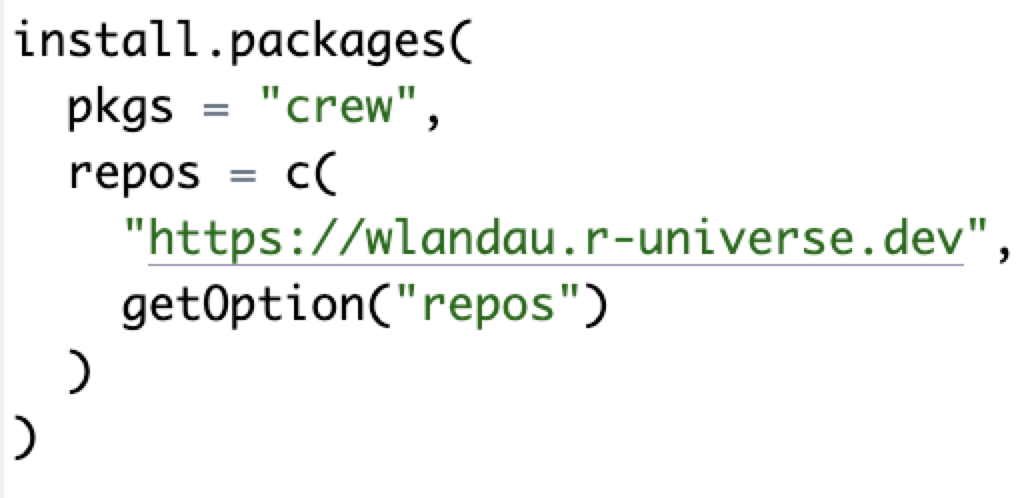 install.packages(
  pkgs = "crew",
  repos = c(
    "https://wlandau.r-universe.dev",
    getOption("repos")
  )
)